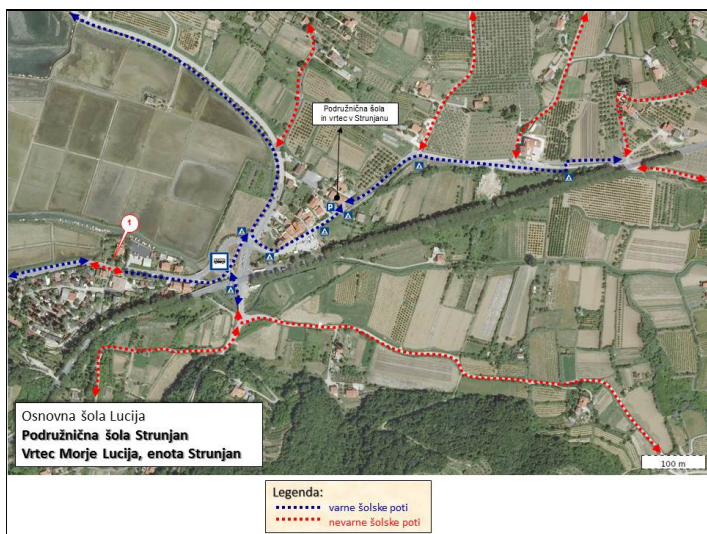 Podružnična šola
in vrtec v Strunjanu
1
P
Osnovna šola Lucija
Podružnična šola Strunjan
Vrtec Morje Lucija, enota Strunjan
100 m
Legenda:
varne šolske poti
nevarne šolske poti